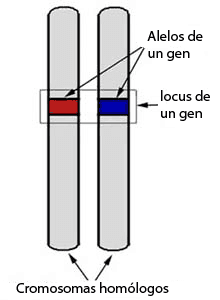 Alelos de
un gen
locus de
un gen
Cromosomas homólogos